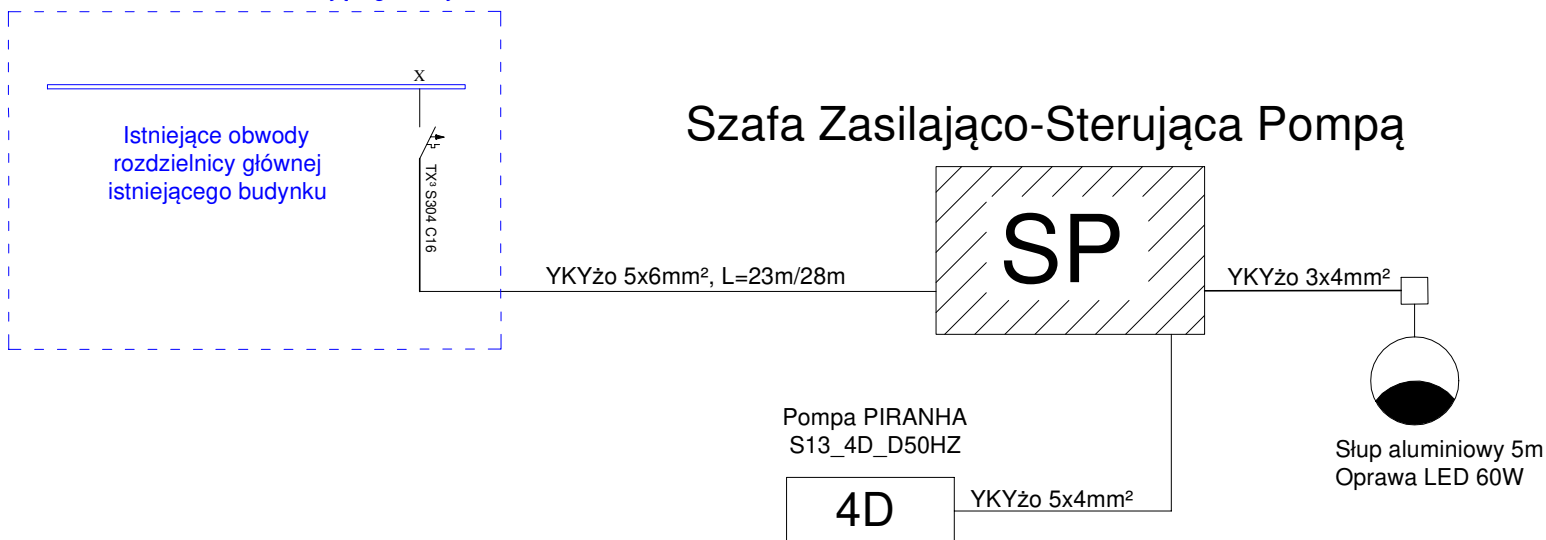 Szafa Zasilająco-Sterująca Pompą
X
Istniejące obwody
rozdzielnicy głównej
istniejącego budynku
TX³ S304 C16
SP
YKYżo 5x6mm², L=23m/28m
YKYżo 3x4mm²
Pompa PIRANHA
S13_4D_D50HZ
Słup aluminiowy 5m
Oprawa LED 60W
4D
YKYżo 5x4mm²